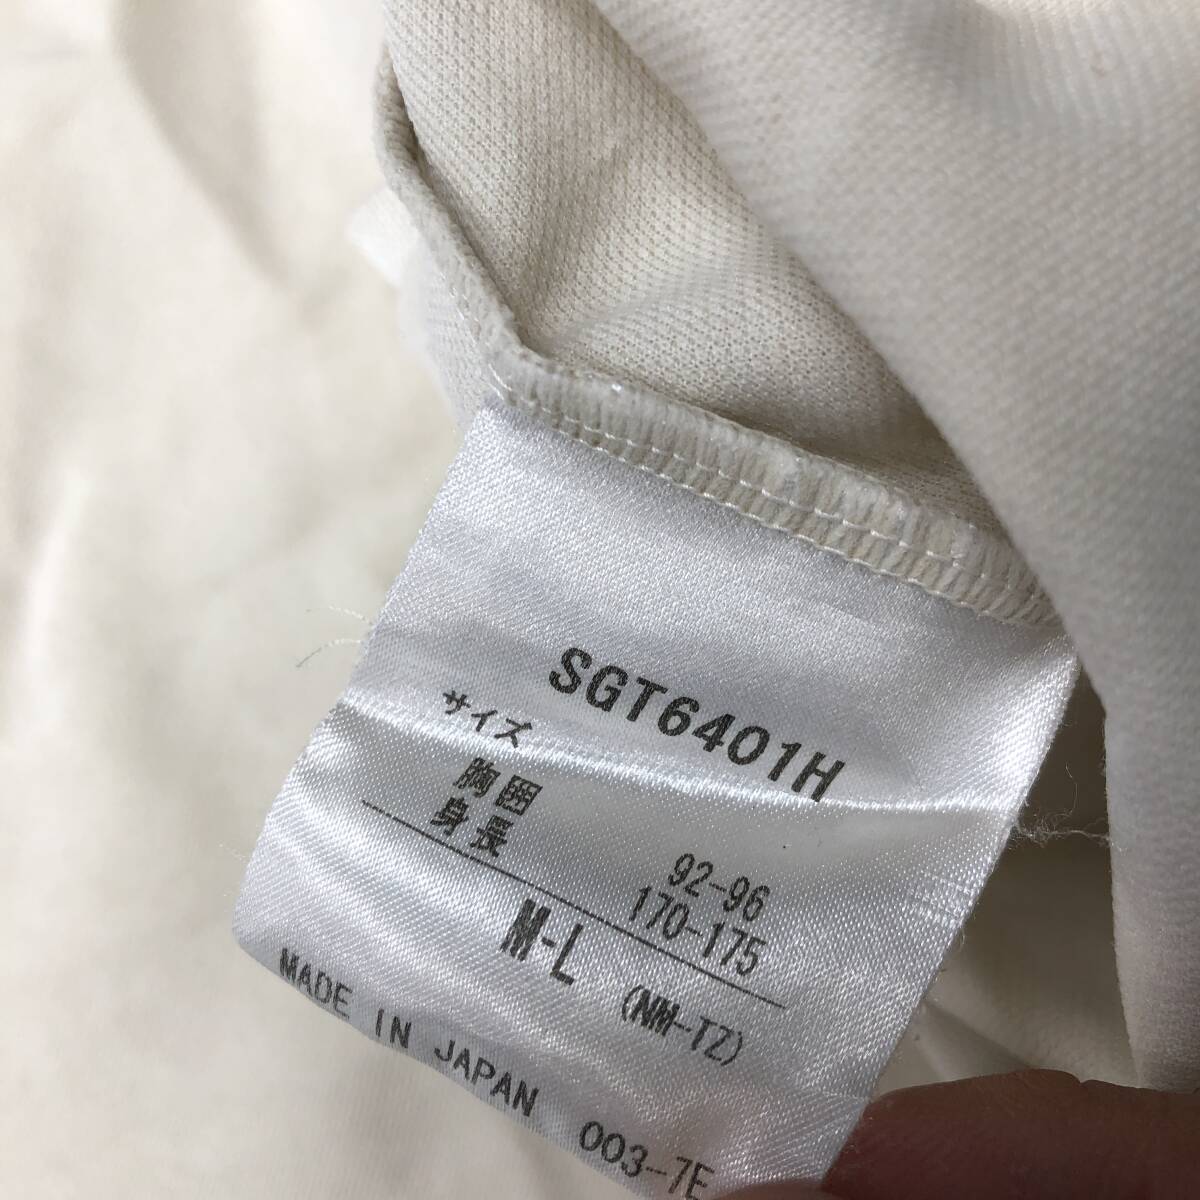 SGT6401H
サイズ
胸囲 92-96
身長 170-175
M-L (NM-TZ)
MADE IN JAPAN 003-7E